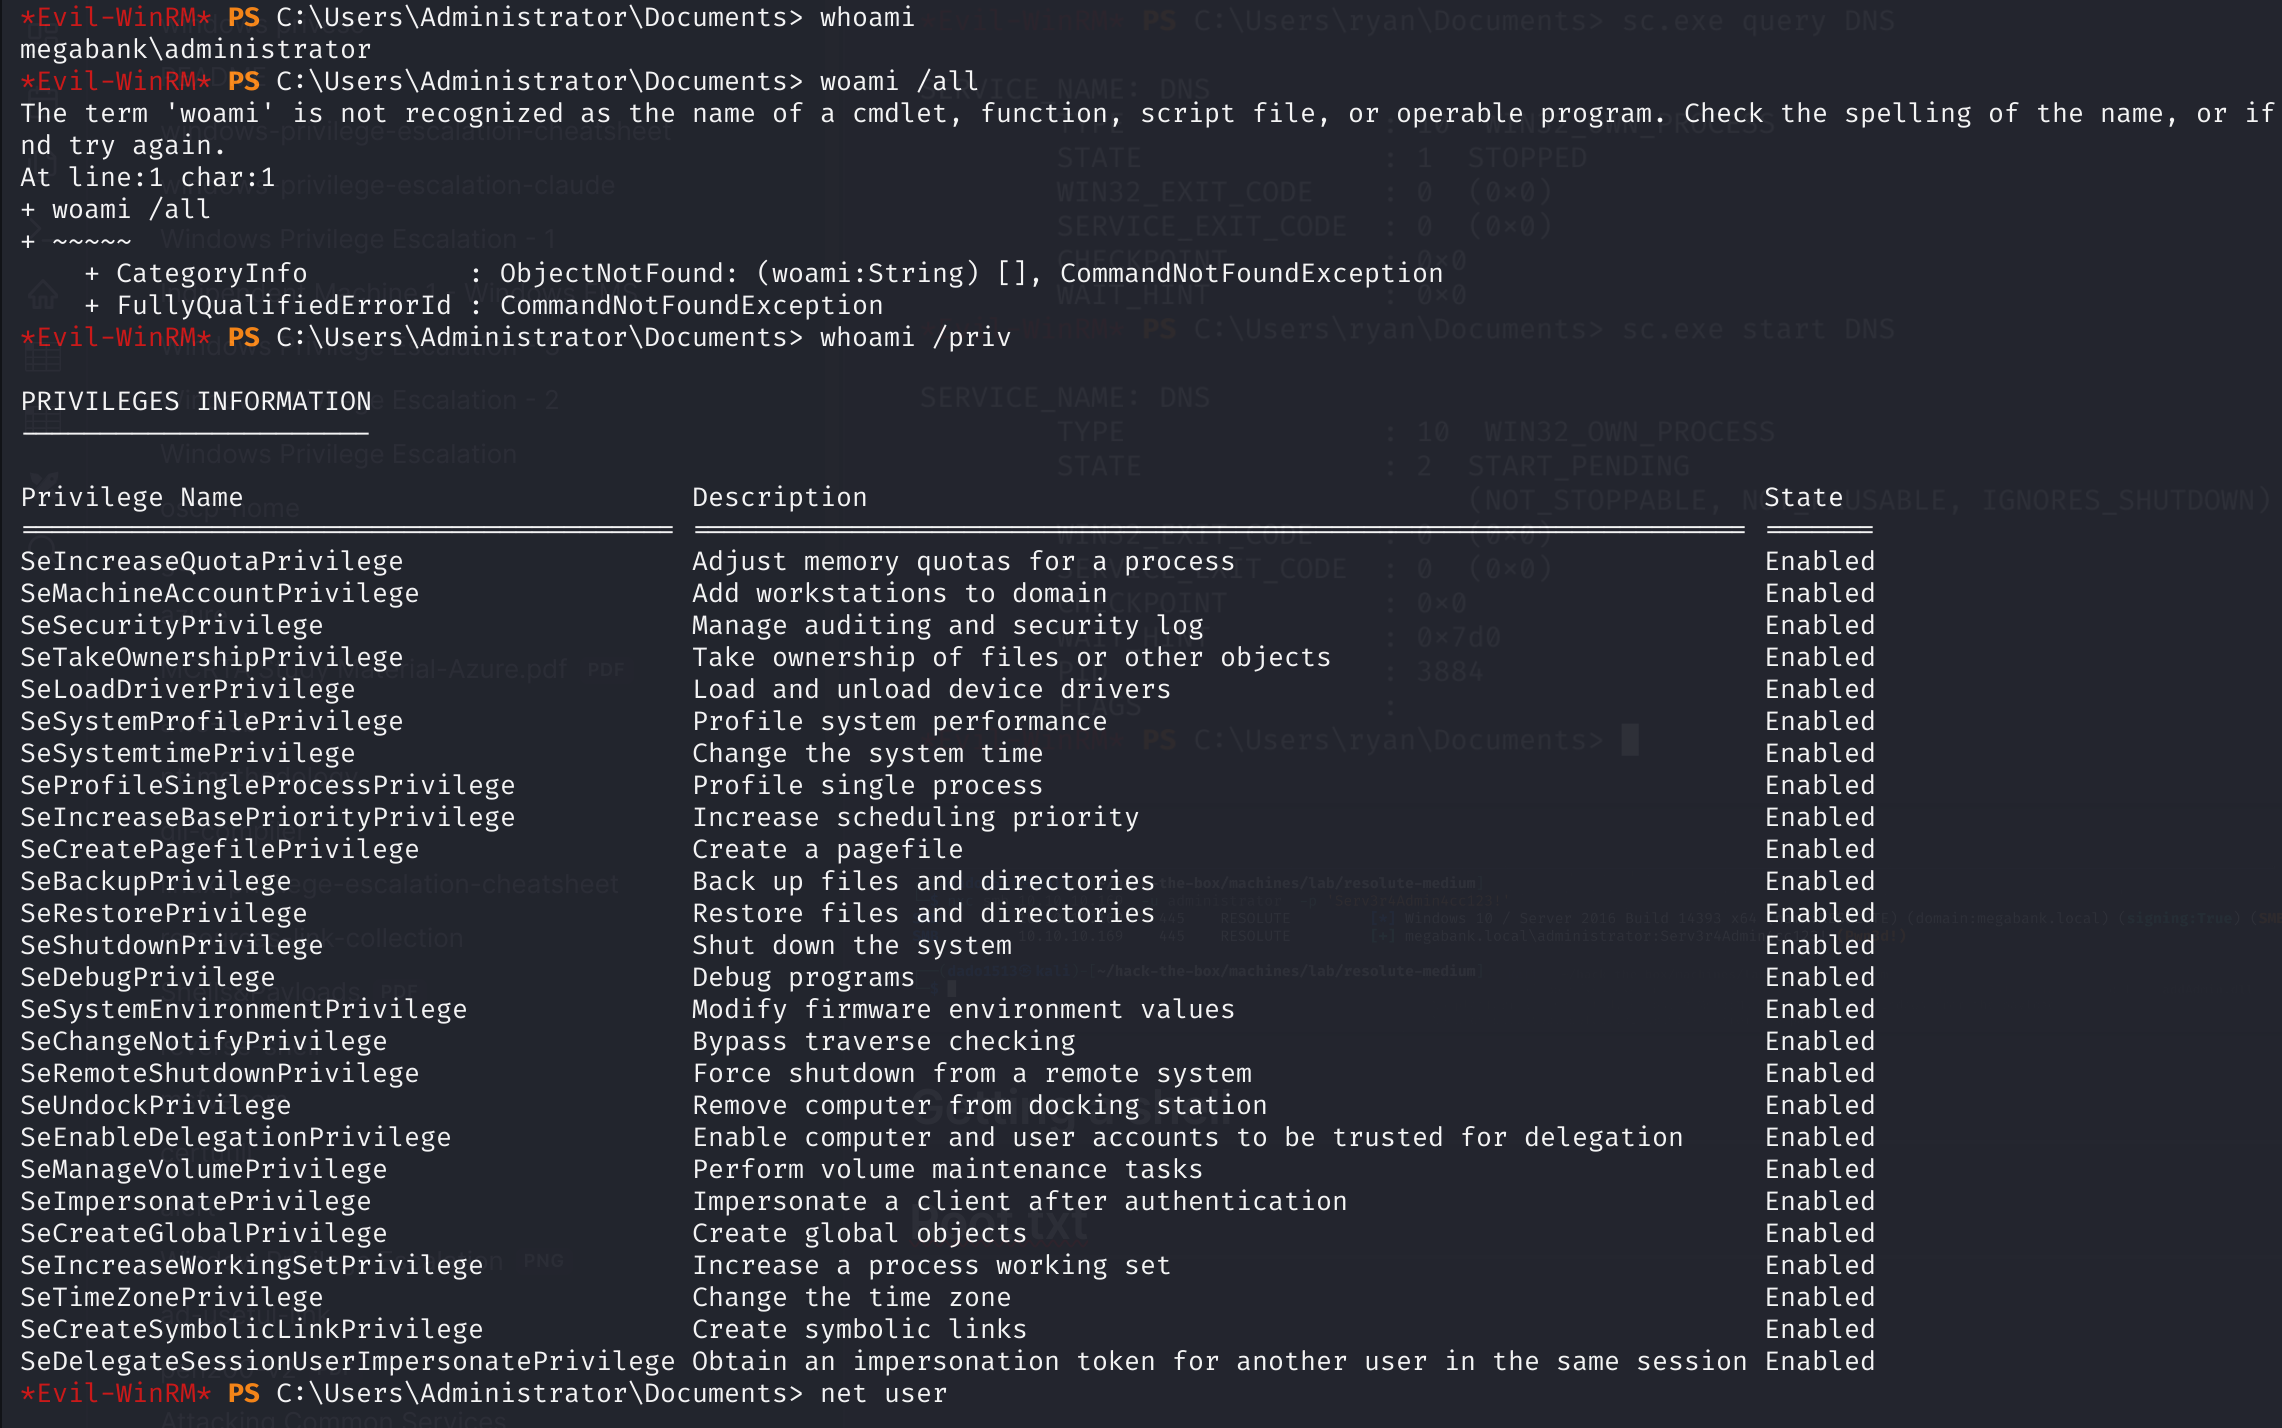 *Evil-WinRM* PS C:\Users\Administrator\Documents> whoami
megabank\administrator
*Evil-WinRM* PS C:\Users\Administrator\Documents> woami /all
The term 'woami' is not recognized as the name of a cmdlet, function, script file, or operable program. Check the spelling of the name, or if
nd try again.
At line:1 char:1
+ woami /all
+ ~~~~~
    + CategoryInfo          : ObjectNotFound: (woami:String) [], CommandNotFoundException
    + FullyQualifiedErrorId : CommandNotFoundException
*Evil-WinRM* PS C:\Users\Administrator\Documents> whoami /priv
PRIVILEGES INFORMATION
----------------------
Privilege Name                            Description                                                        State
========================================= ================================================================== =======
SeIncreaseQuotaPrivilege                  Adjust memory quotas for a process                                 Enabled
SeMachineAccountPrivilege                 Add workstations to domain                                         Enabled
SeSecurityPrivilege                       Manage auditing and security log                                   Enabled
SeTakeOwnershipPrivilege                  Take ownership of files or other objects                           Enabled
SeLoadDriverPrivilege                     Load and unload device drivers                                     Enabled
SeSystemProfilePrivilege                  Profile system performance                                         Enabled
SeSystemtimePrivilege                     Change the system time                                             Enabled
SeProfileSingleProcessPrivilege           Profile single process                                             Enabled
SeIncreaseBasePriorityPrivilege           Increase scheduling priority                                       Enabled
SeCreatePagefilePrivilege                 Create a pagefile                                                  Enabled
SeBackupPrivilege                         Back up files and directories                                      Enabled
SeRestorePrivilege                        Restore files and directories                                      Enabled
SeShutdownPrivilege                       Shut down the system                                               Enabled
SeDebugPrivilege                          Debug programs                                                     Enabled
SeSystemEnvironmentPrivilege              Modify firmware environment values                                 Enabled
SeChangeNotifyPrivilege                   Bypass traverse checking                                           Enabled
SeRemoteShutdownPrivilege                 Force shutdown from a remote system                                Enabled
SeUndockPrivilege                         Remove computer from docking station                               Enabled
SeEnableDelegationPrivilege               Enable computer and user accounts to be trusted for delegation     Enabled
SeManageVolumePrivilege                   Perform volume maintenance tasks                                   Enabled
SeImpersonatePrivilege                    Impersonate a client after authentication                          Enabled
SeCreateGlobalPrivilege                   Create global objects                                              Enabled
SeIncreaseWorkingSetPrivilege             Increase a process working set                                     Enabled
SeTimeZonePrivilege                       Change the time zone                                               Enabled
SeCreateSymbolicLinkPrivilege             Create symbolic links                                              Enabled
SeDelegateSessionUserImpersonatePrivilege Obtain an impersonation token for another user in the same session Enabled
*Evil-WinRM* PS C:\Users\Administrator\Documents> net user